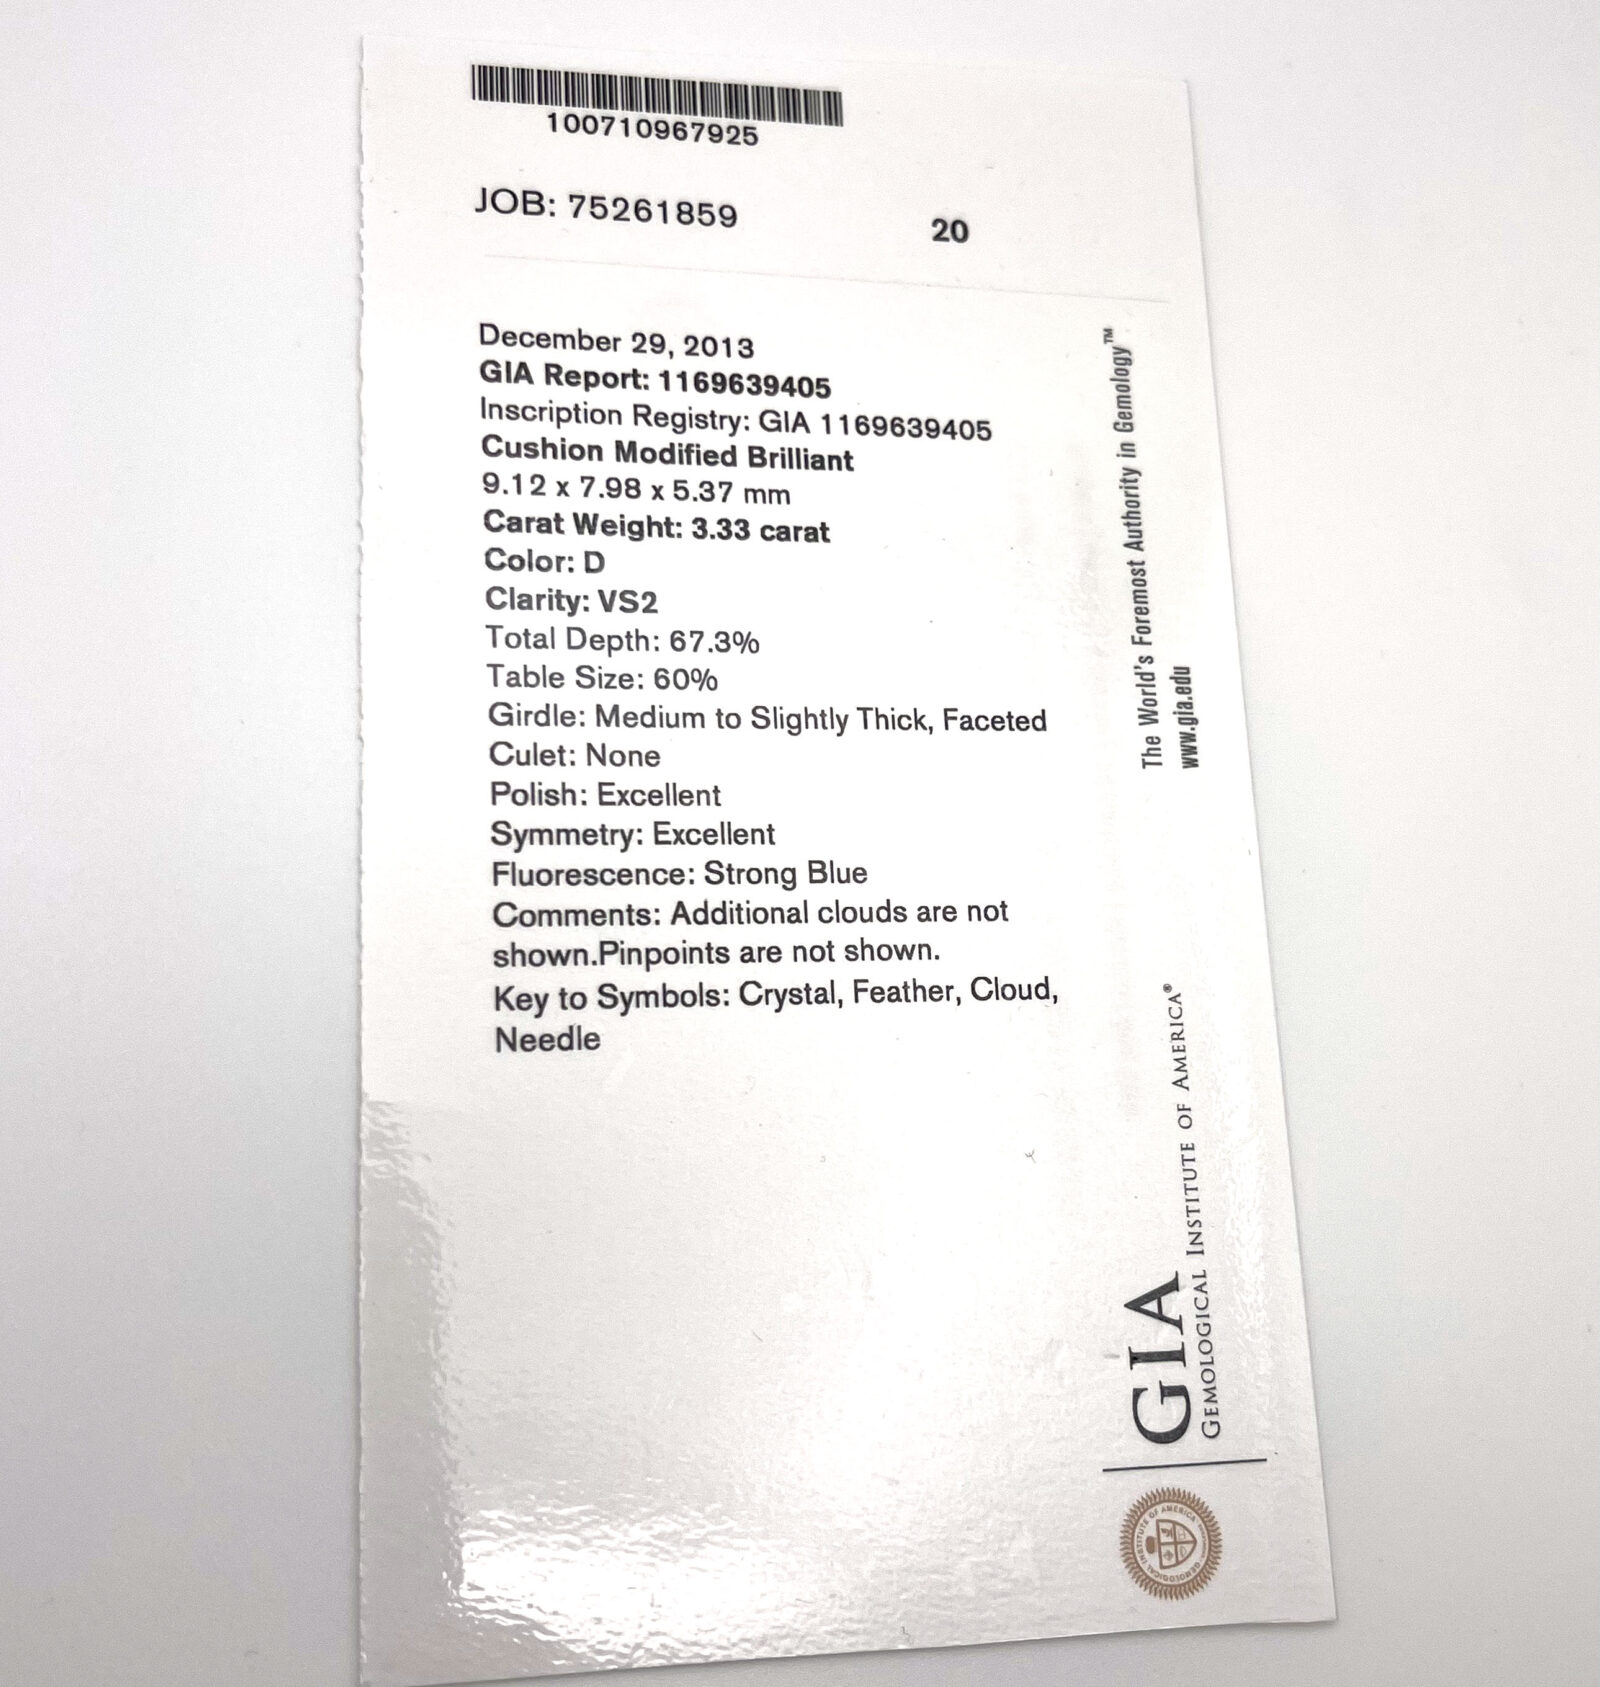 100710967925
JOB: 75261859
20
December 29, 2013
GIA Report: 1169639405
Inscription Registry: GIA 1169639405
Cushion Modified Brilliant
9.12 x 7.98 x 5.37 mm
Carat Weight: 3.33 carat
Color: D
Clarity: VS2
Total Depth: 67.3%
Table Size: 60%
Girdle: Medium to Slightly Thick, Faceted
Culet: None
Polish: Excellent
Symmetry: Excellent
Fluorescence: Strong Blue
Comments: Additional clouds are not
shown.Pinpoints are not shown.
Key to Symbols: Crystal, Feather, Cloud,
Needle
The World's Foremost Authority in Gemology™
www.gia.edu
GIA
GEMOLOGICAL INSTITUTE OF AMERICA®
GEMOLOGICAL INSTITUTE OF AMERICA